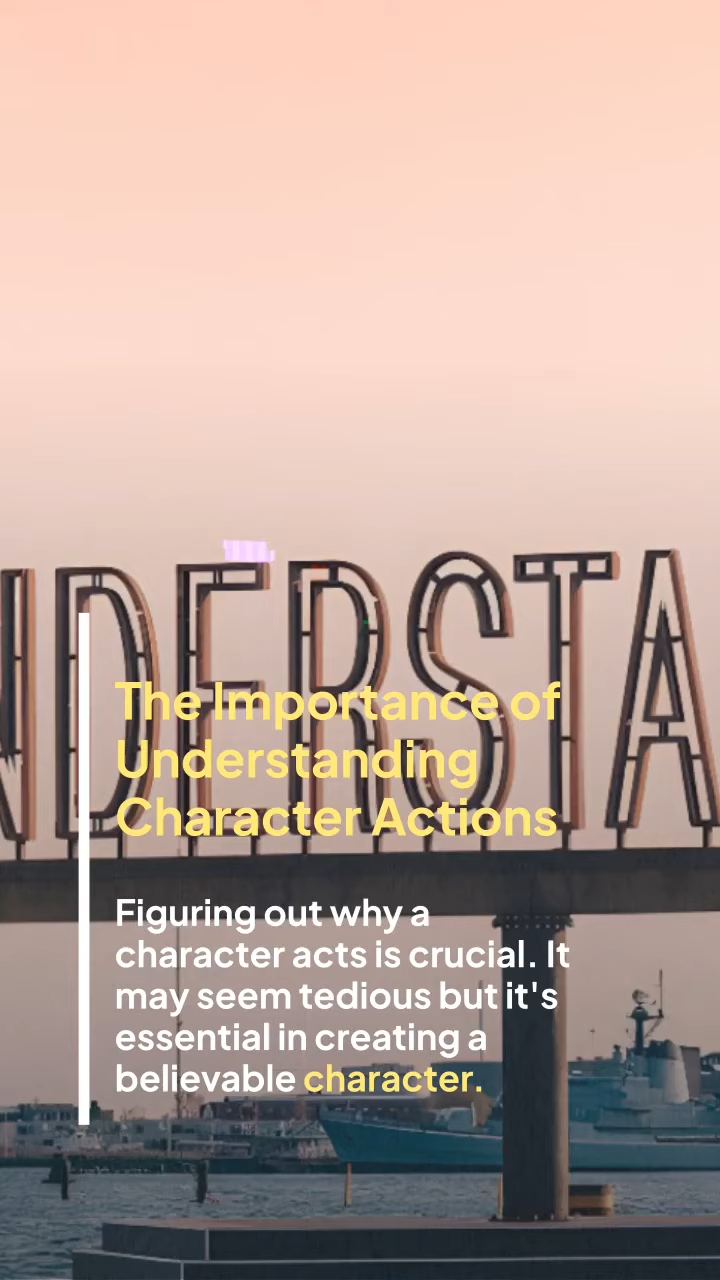 NDERSTA
The Importance of
Understanding
Character Actions
Figuring out why a
character acts is crucial. It
may seem tedious but it's
essential in creating a
believable character.